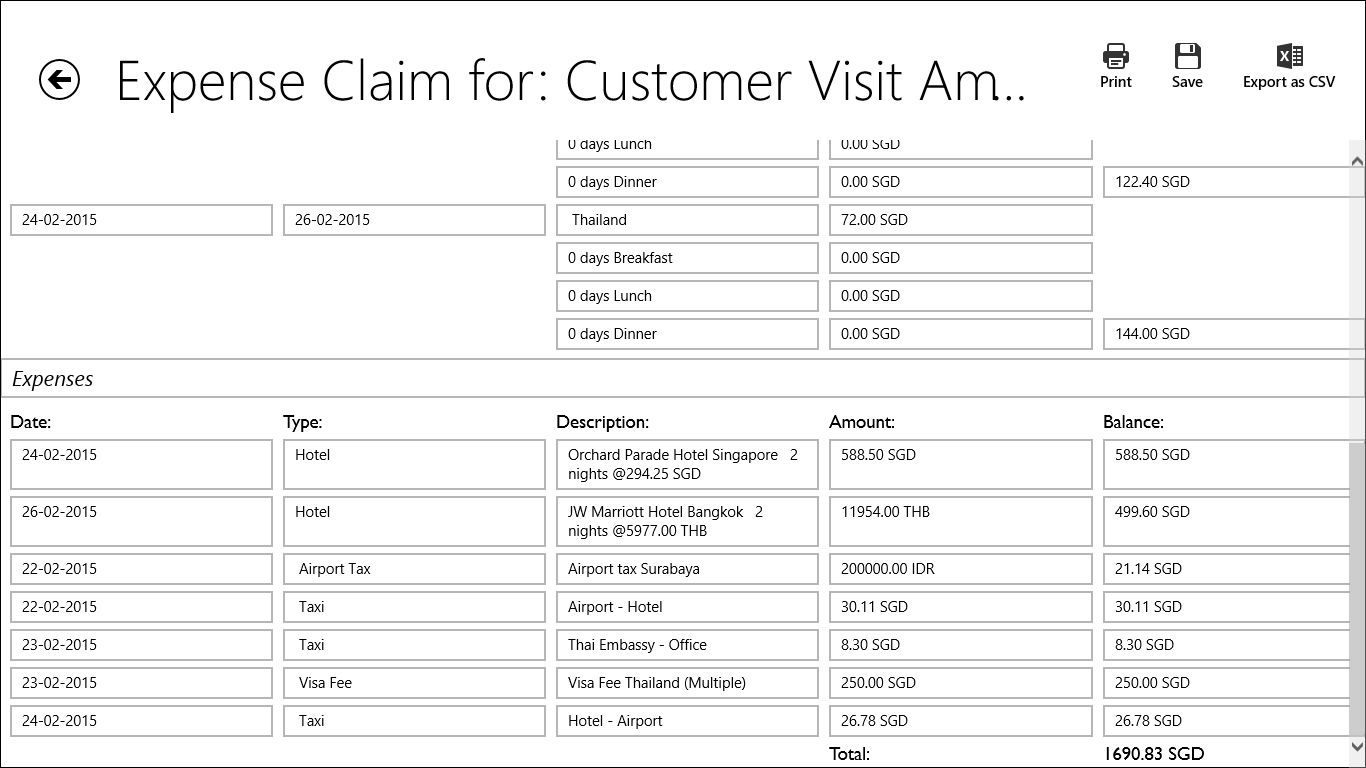 Expense Claim for: Customer Visit Am...
Print
Save
Export as CSV
0 days Lunch 0.00 SGD
0 days Dinner 0.00 SGD 122.40 SGD
24-02-2015 26-02-2015 Thailand 72.00 SGD
0 days Breakfast 0.00 SGD
0 days Lunch 0.00 SGD
0 days Dinner 0.00 SGD 144.00 SGD
Expenses
Date: Type: Description: Amount: Balance:
24-02-2015 Hotel Orchard Parade Hotel Singapore 2 588.50 SGD 588.50 SGD
nights @294.25 SGD
26-02-2015 Hotel JW Marriott Hotel Bangkok 2 11954.00 THB 499.60 SGD
nights @5977.00 THB
22-02-2015 Airport Tax Airport tax Surabaya 200000.00 IDR 21.14 SGD
22-02-2015 Taxi Airport - Hotel 30.11 SGD 30.11 SGD
23-02-2015 Taxi Thai Embassy - Office 8.30 SGD 8.30 SGD
23-02-2015 Visa Fee Visa Fee Thailand (Multiple) 250.00 SGD 250.00 SGD
24-02-2015 Taxi Hotel - Airport 26.78 SGD 26.78 SGD
Total: 1690.83 SGD